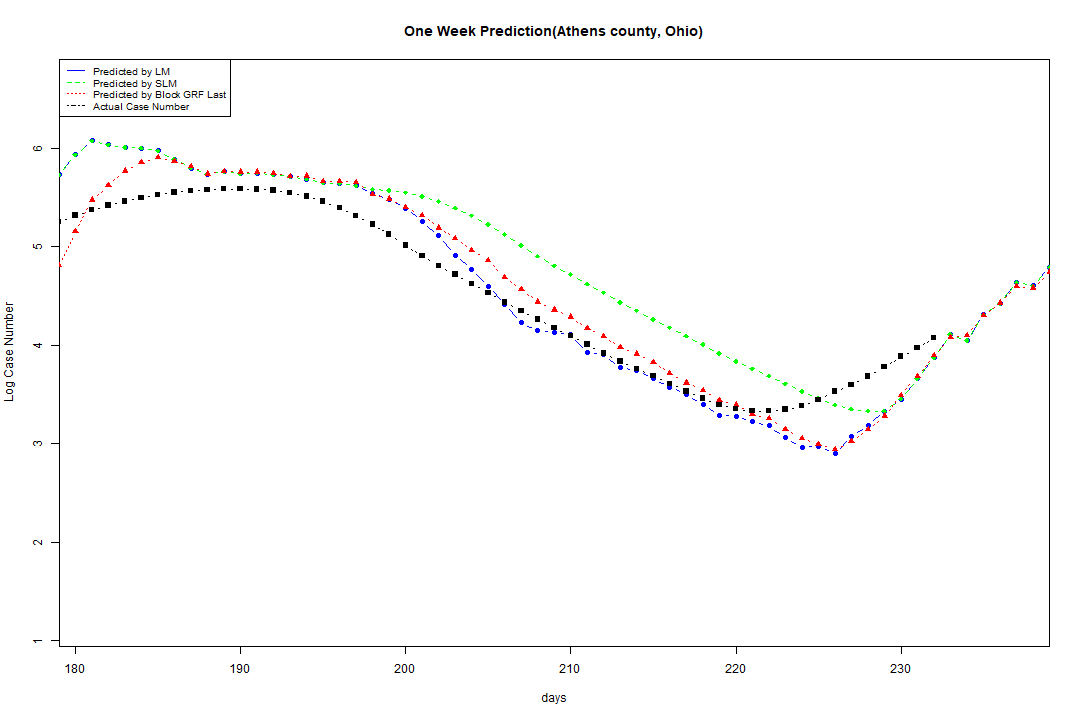 One Week Prediction(Athens county, Ohio)
Predicted by LM
Predicted by SLM
Predicted by Block GRF Last
Actual Case Number
Log Case Number
6
5
4
3
2
1
180 190 200 210 220 230
days